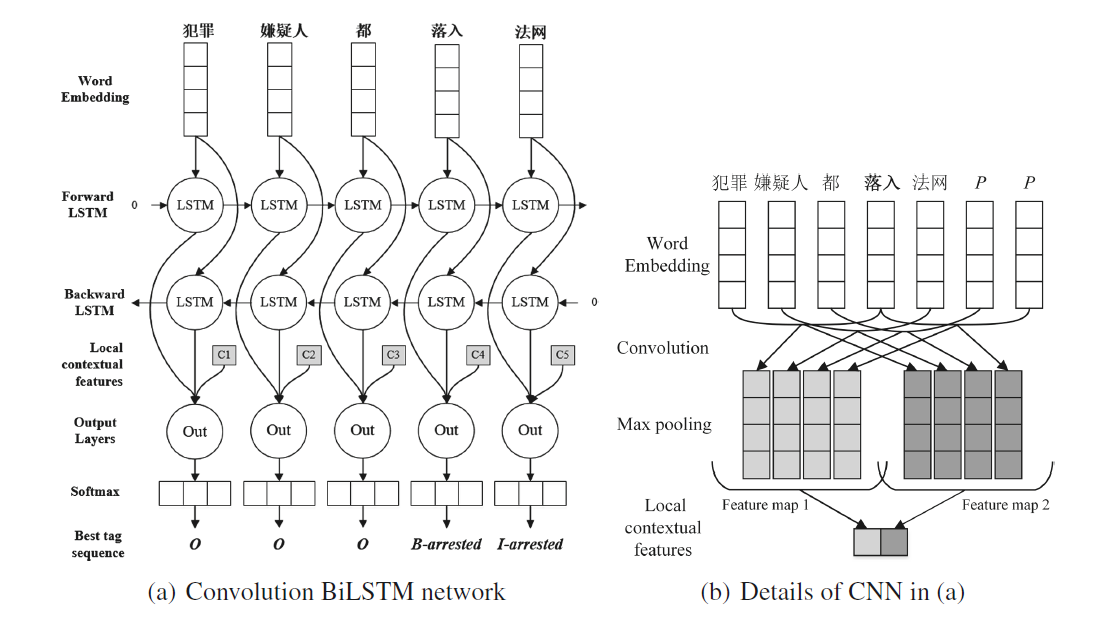 犯罪 嫌疑人 都 落入 法网
Word
Embedding
Forward
LSTM
0 LSTM LSTM LSTM LSTM LSTM
Backward
LSTM
LSTM LSTM LSTM LSTM LSTM 0
Local
contextual
features
C1 C2 C3 C4 C5
Output
Layers
Out Out Out Out Out
Softmax
Best tag
sequence
O O O B-arrested I-arrested
(a) Convolution BiLSTM network
犯罪 嫌疑人 都 落入 法网 P P
Word
Embedding
Convolution
Max pooling
Feature map 1 Feature map 2
Local
contextual
features
(b) Details of CNN in (a)